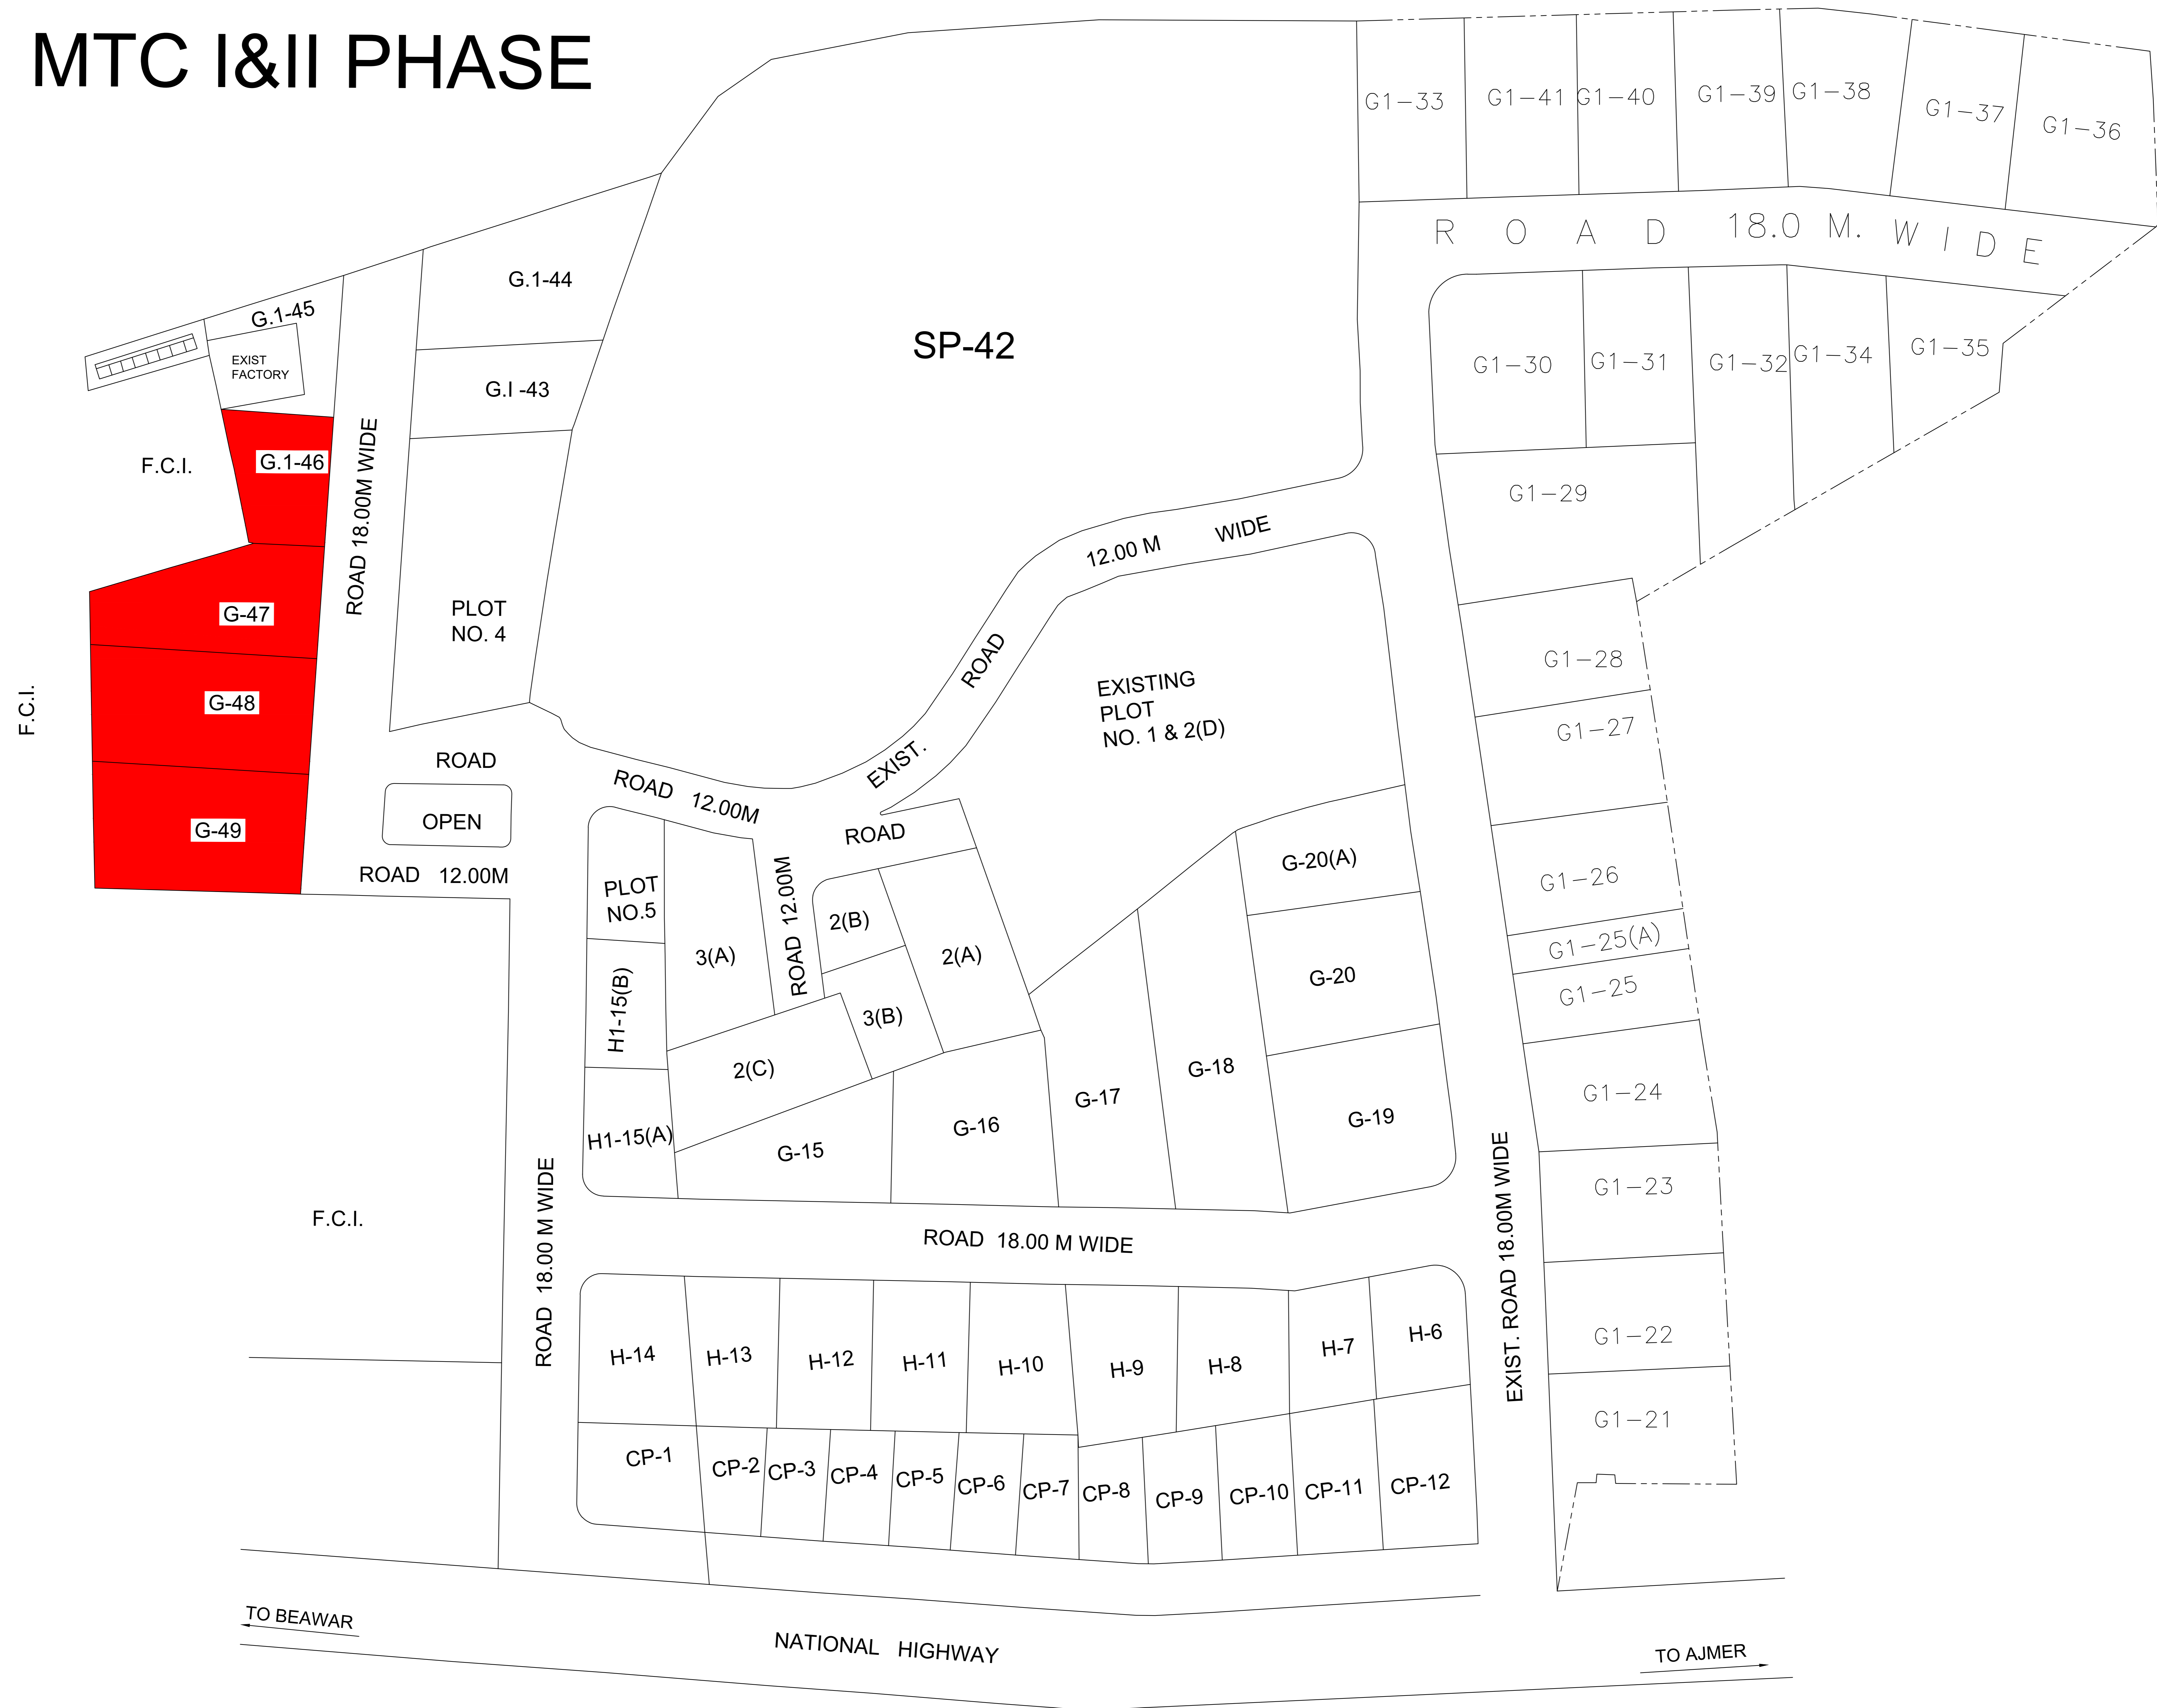 MTC I&II PHASE
G1-33
G1-41
G1-40
G1-39
G1-38
G1-37
G1-36
ROAD 18.0 M. WIDE
G.1-44
G.1-45
EXIST
FACTORY
SP-42
G.I -43
G1-30
G1-31
G1-32
G1-34
G1-35
F.C.I.
G.1-46
ROAD 18.00M WIDE
G1-29
12.00 M WIDE
ROAD
EXIST.
G-47
PLOT
NO. 4
G1-28
F.C.I.
G-48
EXISTING
PLOT
NO. 1 & 2(D)
G1-27
ROAD
ROAD 12.00M
OPEN
G-49
ROAD
ROAD 12.00M
G-20(A)
G1-26
PLOT
NO.5
ROAD 12.00M
2(B)
3(A)
2(A)
G1-25(A)
G-20
G1-25
H1-15(B)
3(B)
2(C)
G-18
G-17
G1-24
H1-15(A)
G-15
G-16
G-19
G1-23
F.C.I.
ROAD 18.00 M WIDE
ROAD 18.00 M WIDE
EXIST. ROAD 18.00M WIDE
H-14
H-13
H-12
H-11
H-10
H-9
H-8
H-7
H-6
G1-22
G1-21
CP-1
CP-2
CP-3
CP-4
CP-5
CP-6
CP-7
CP-8
CP-9
CP-10
CP-11
CP-12
TO BEAWAR
NATIONAL HIGHWAY
TO AJMER